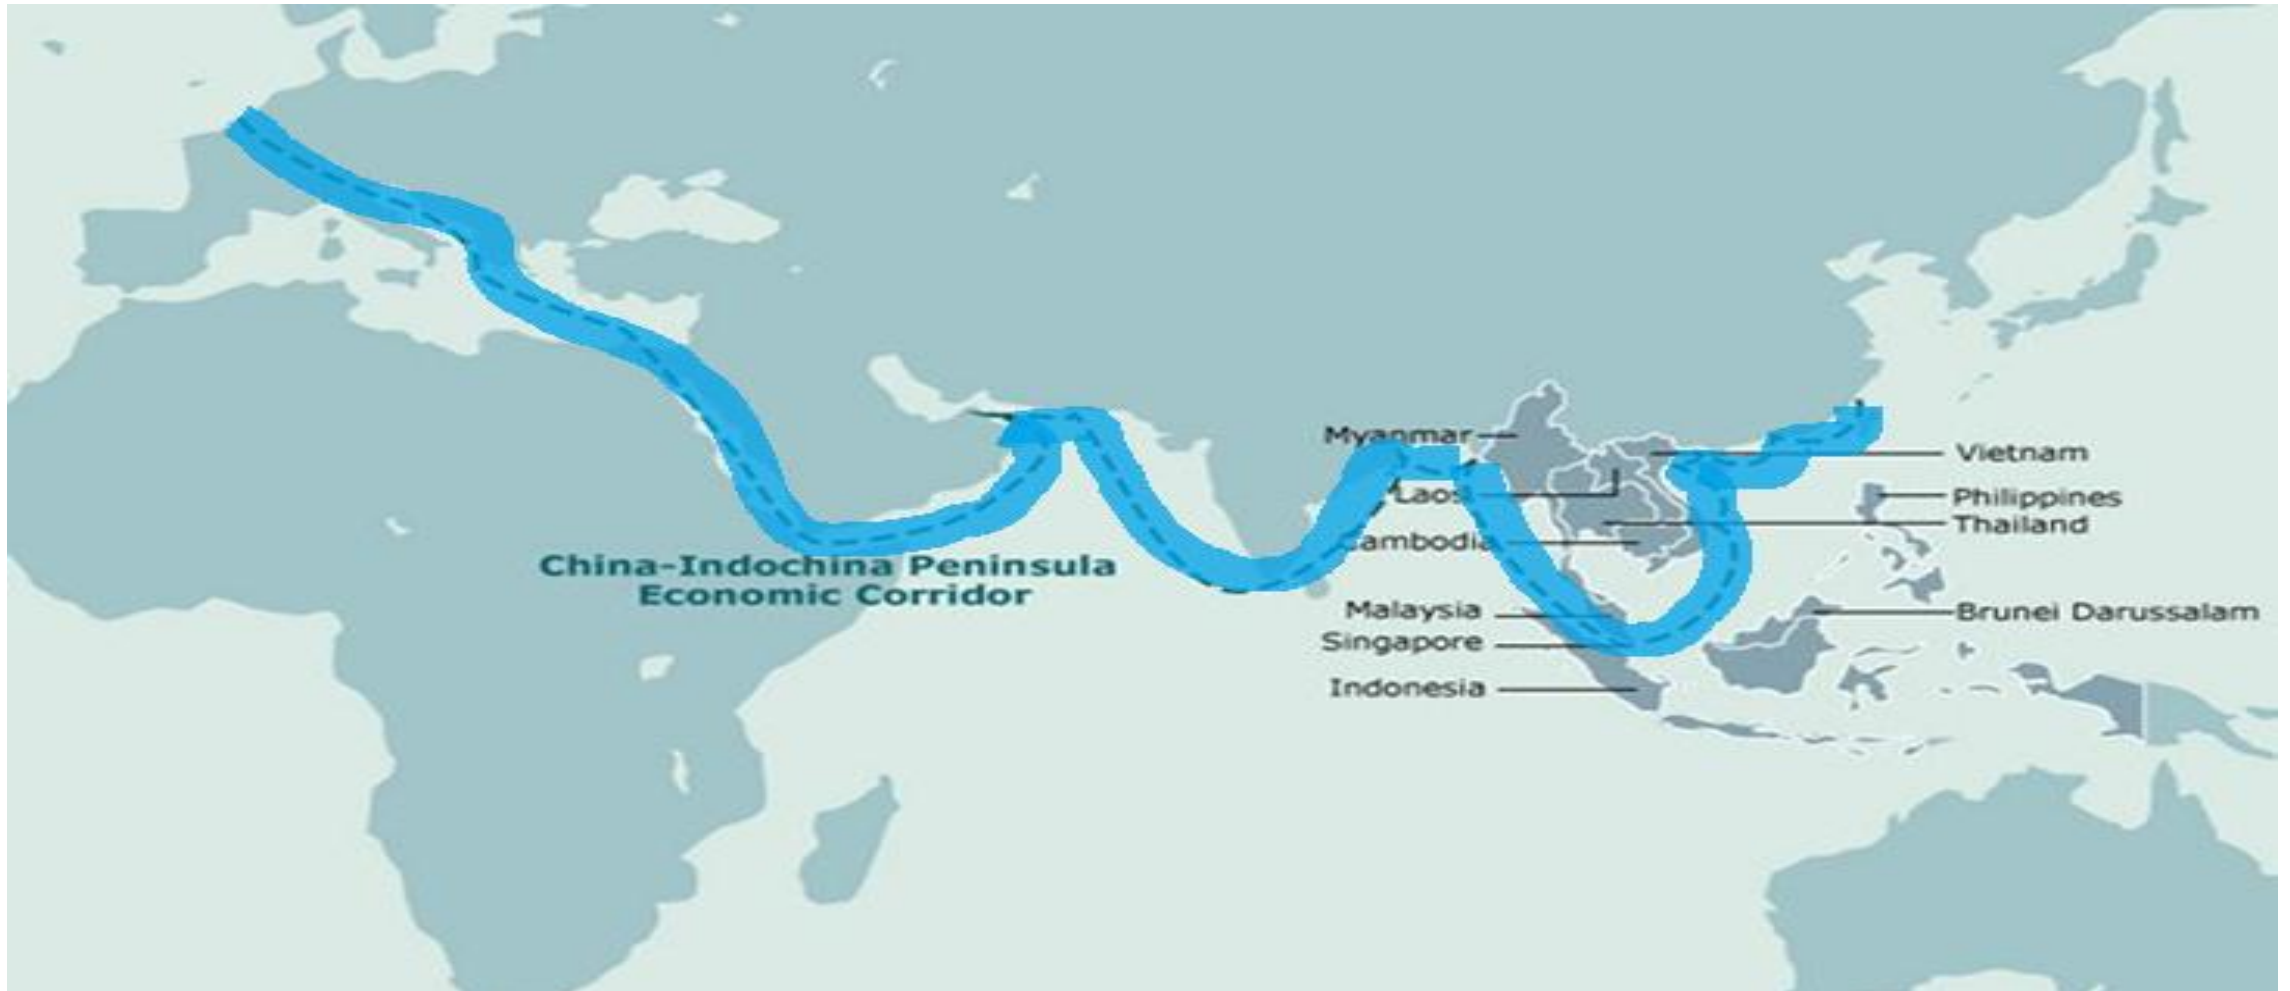 Myanmar
Vietnam
Laos
Philippines
Thailand
Cambodia
China-Indochina Peninsula
Economic Corridor
Malaysia
Brunei Darussalam
Singapore
Indonesia